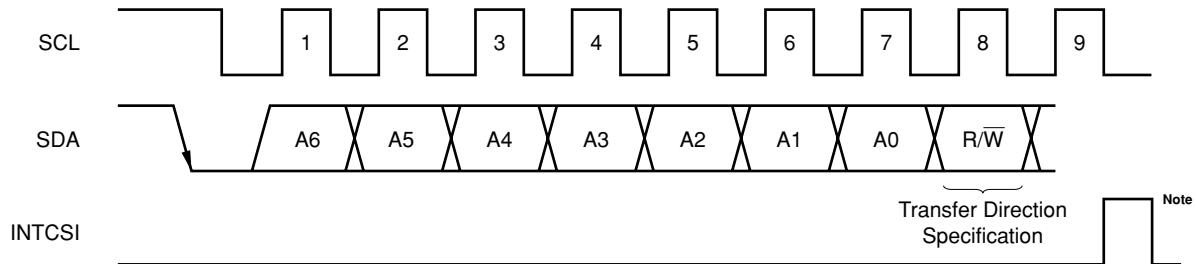 SCL 1 2 3 4 5 6 7 8 9
SDA A6 A5 A4 A3 A2 A1 A0 R/W̅
Transfer Direction
Specification
INTCSI
Note